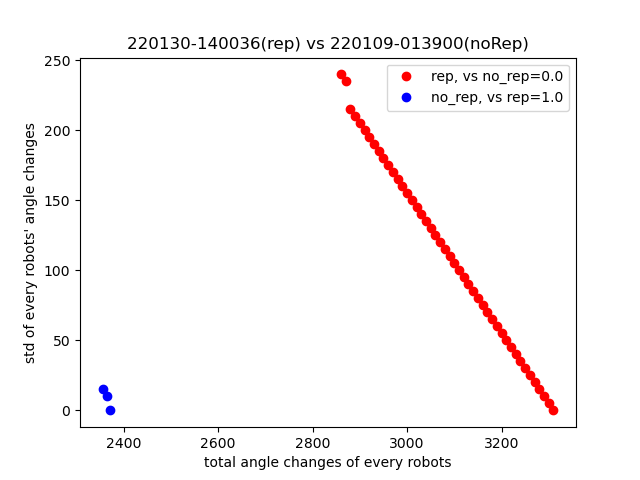 220130-140036(rep) vs 220109-013900(noRep)
rep, vs no_rep=0.0
no_rep, vs rep=1.0
std of every robots' angle changes
250
200
150
100
50
0
2400 2600 2800 3000 3200
total angle changes of every robots